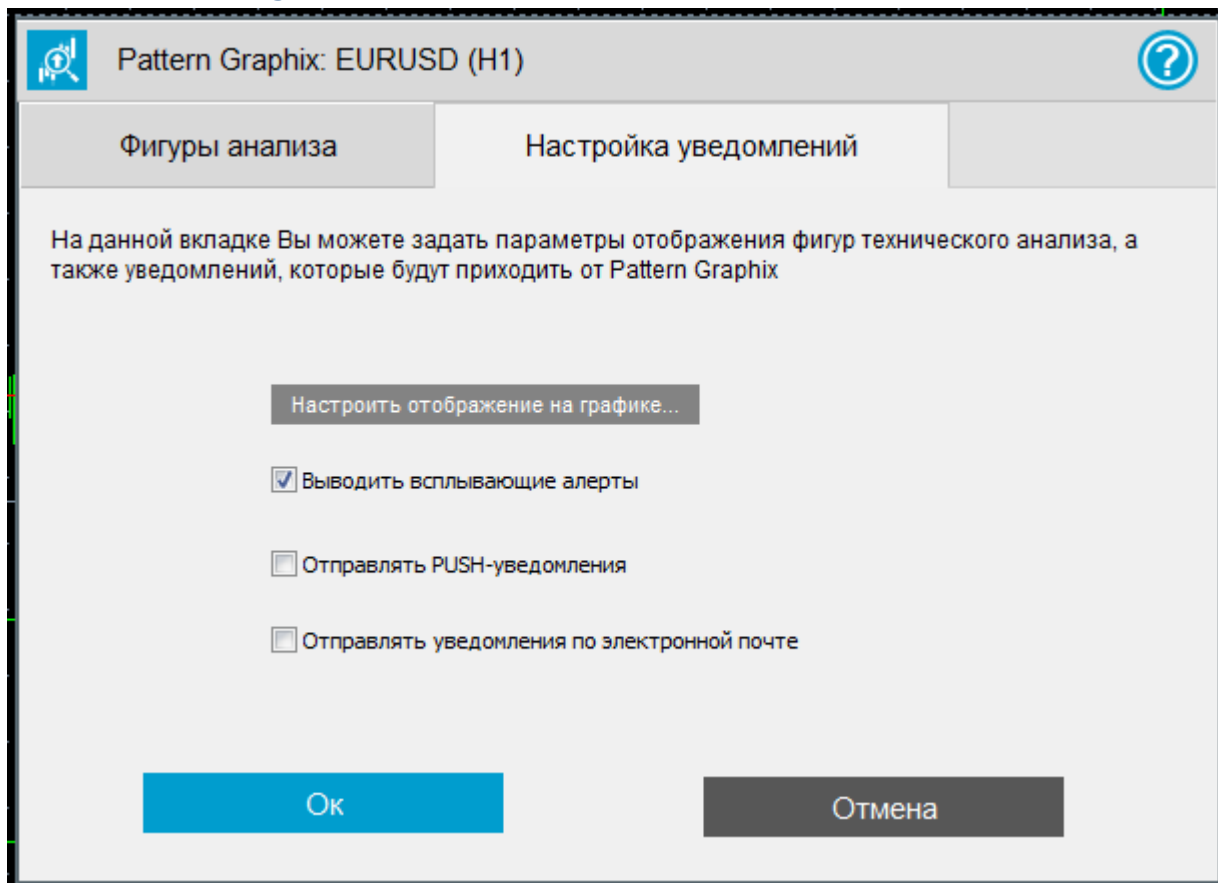 Pattern Graphix: EURUSD (H1)
?
Фигуры анализа
Настройка уведомлений
На данной вкладке Вы можете задать параметры отображения фигур технического анализа, а
также уведомлений, которые будут приходить от Pattern Graphix
Настроить отображение на графике...
Выводить всплывающие алерты
Отправлять PUSH-уведомления
Отправлять уведомления по электронной почте
Ок
Отмена